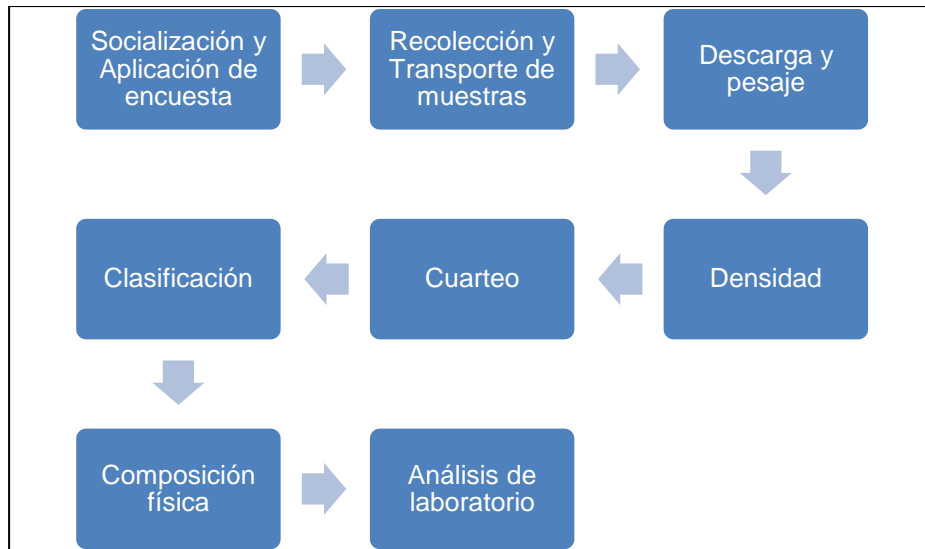 Socialización y
Aplicación de
encuesta
Recolección y
Transporte de
muestras
Descarga y
pesaje
Densidad
Cuarteo
Clasificación
Composición
física
Análisis de
laboratorio